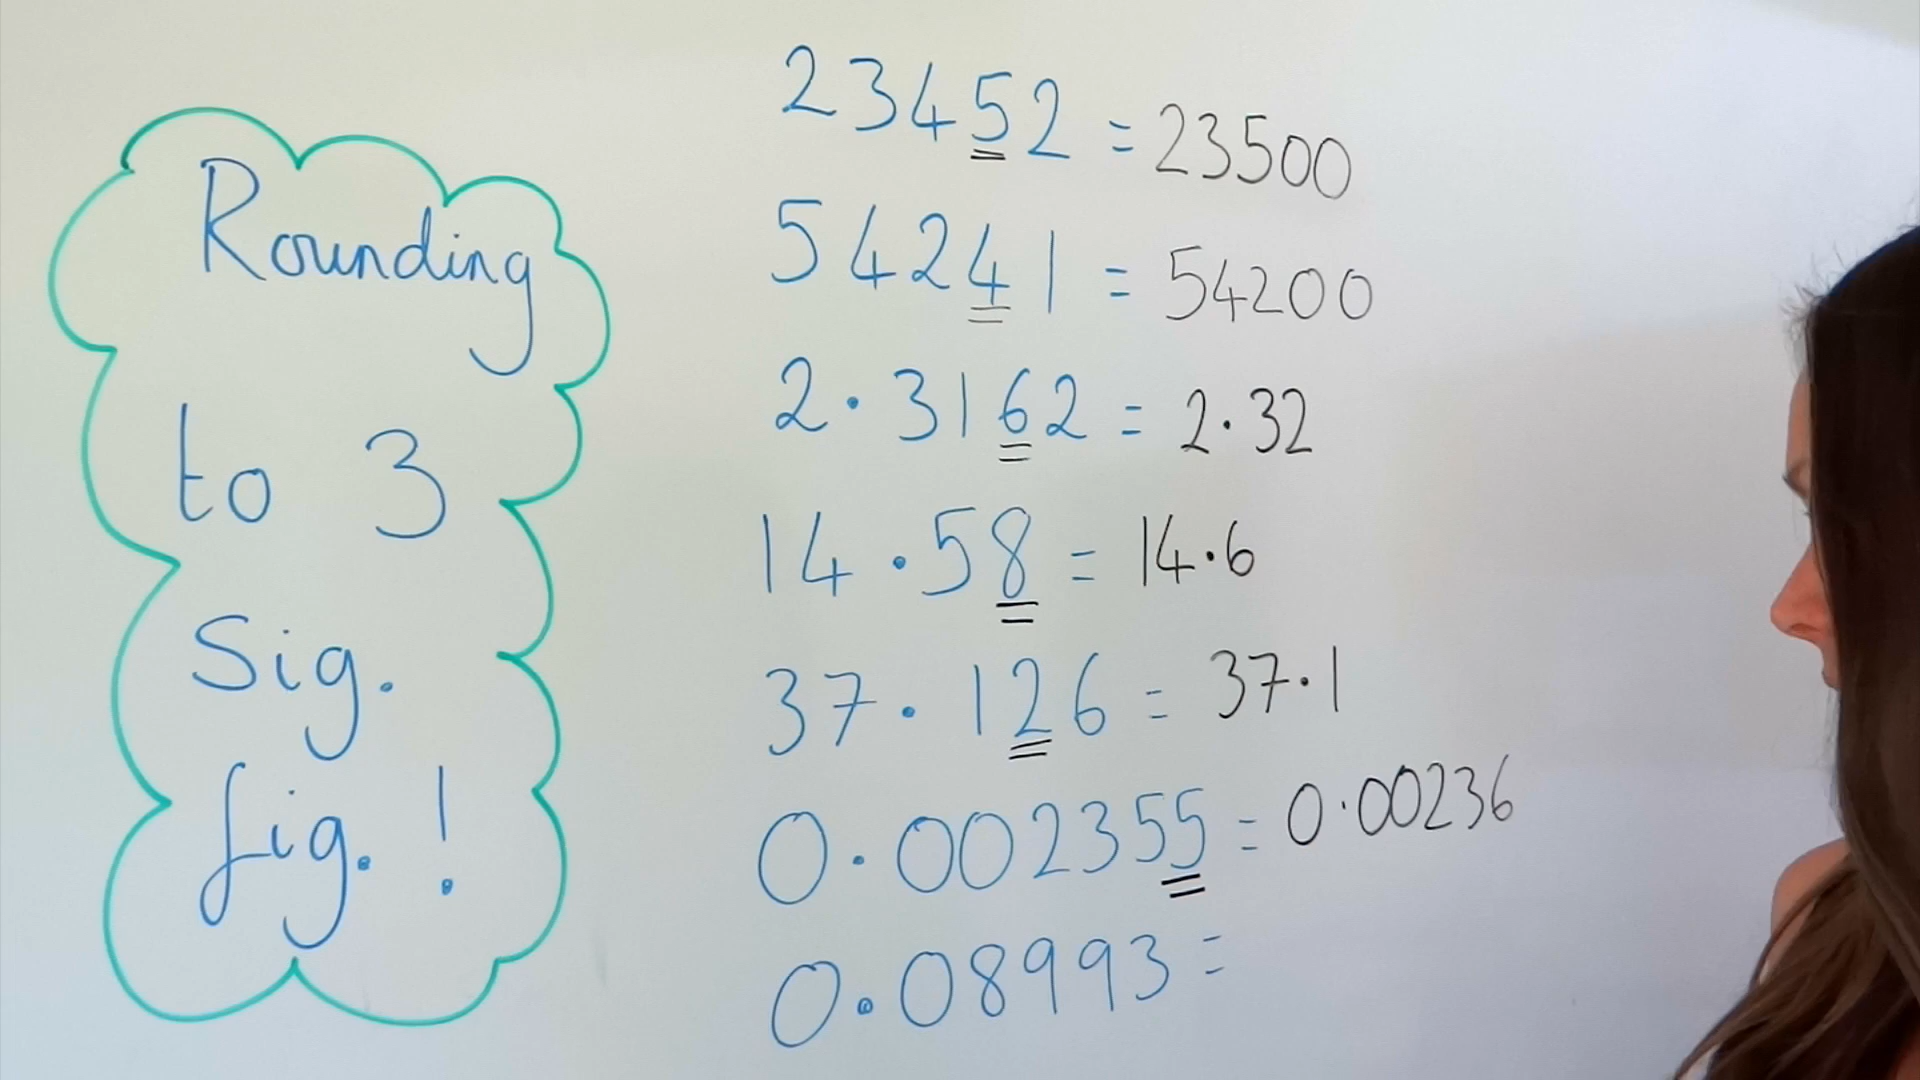 Rounding
to 3
Sig.
fig. !
23452 = 23500
54241 = 54200
2·3162 = 2·32
14·58 = 14·6
37·126 = 37·1
0·002355 = 0·00236
0·08993 =